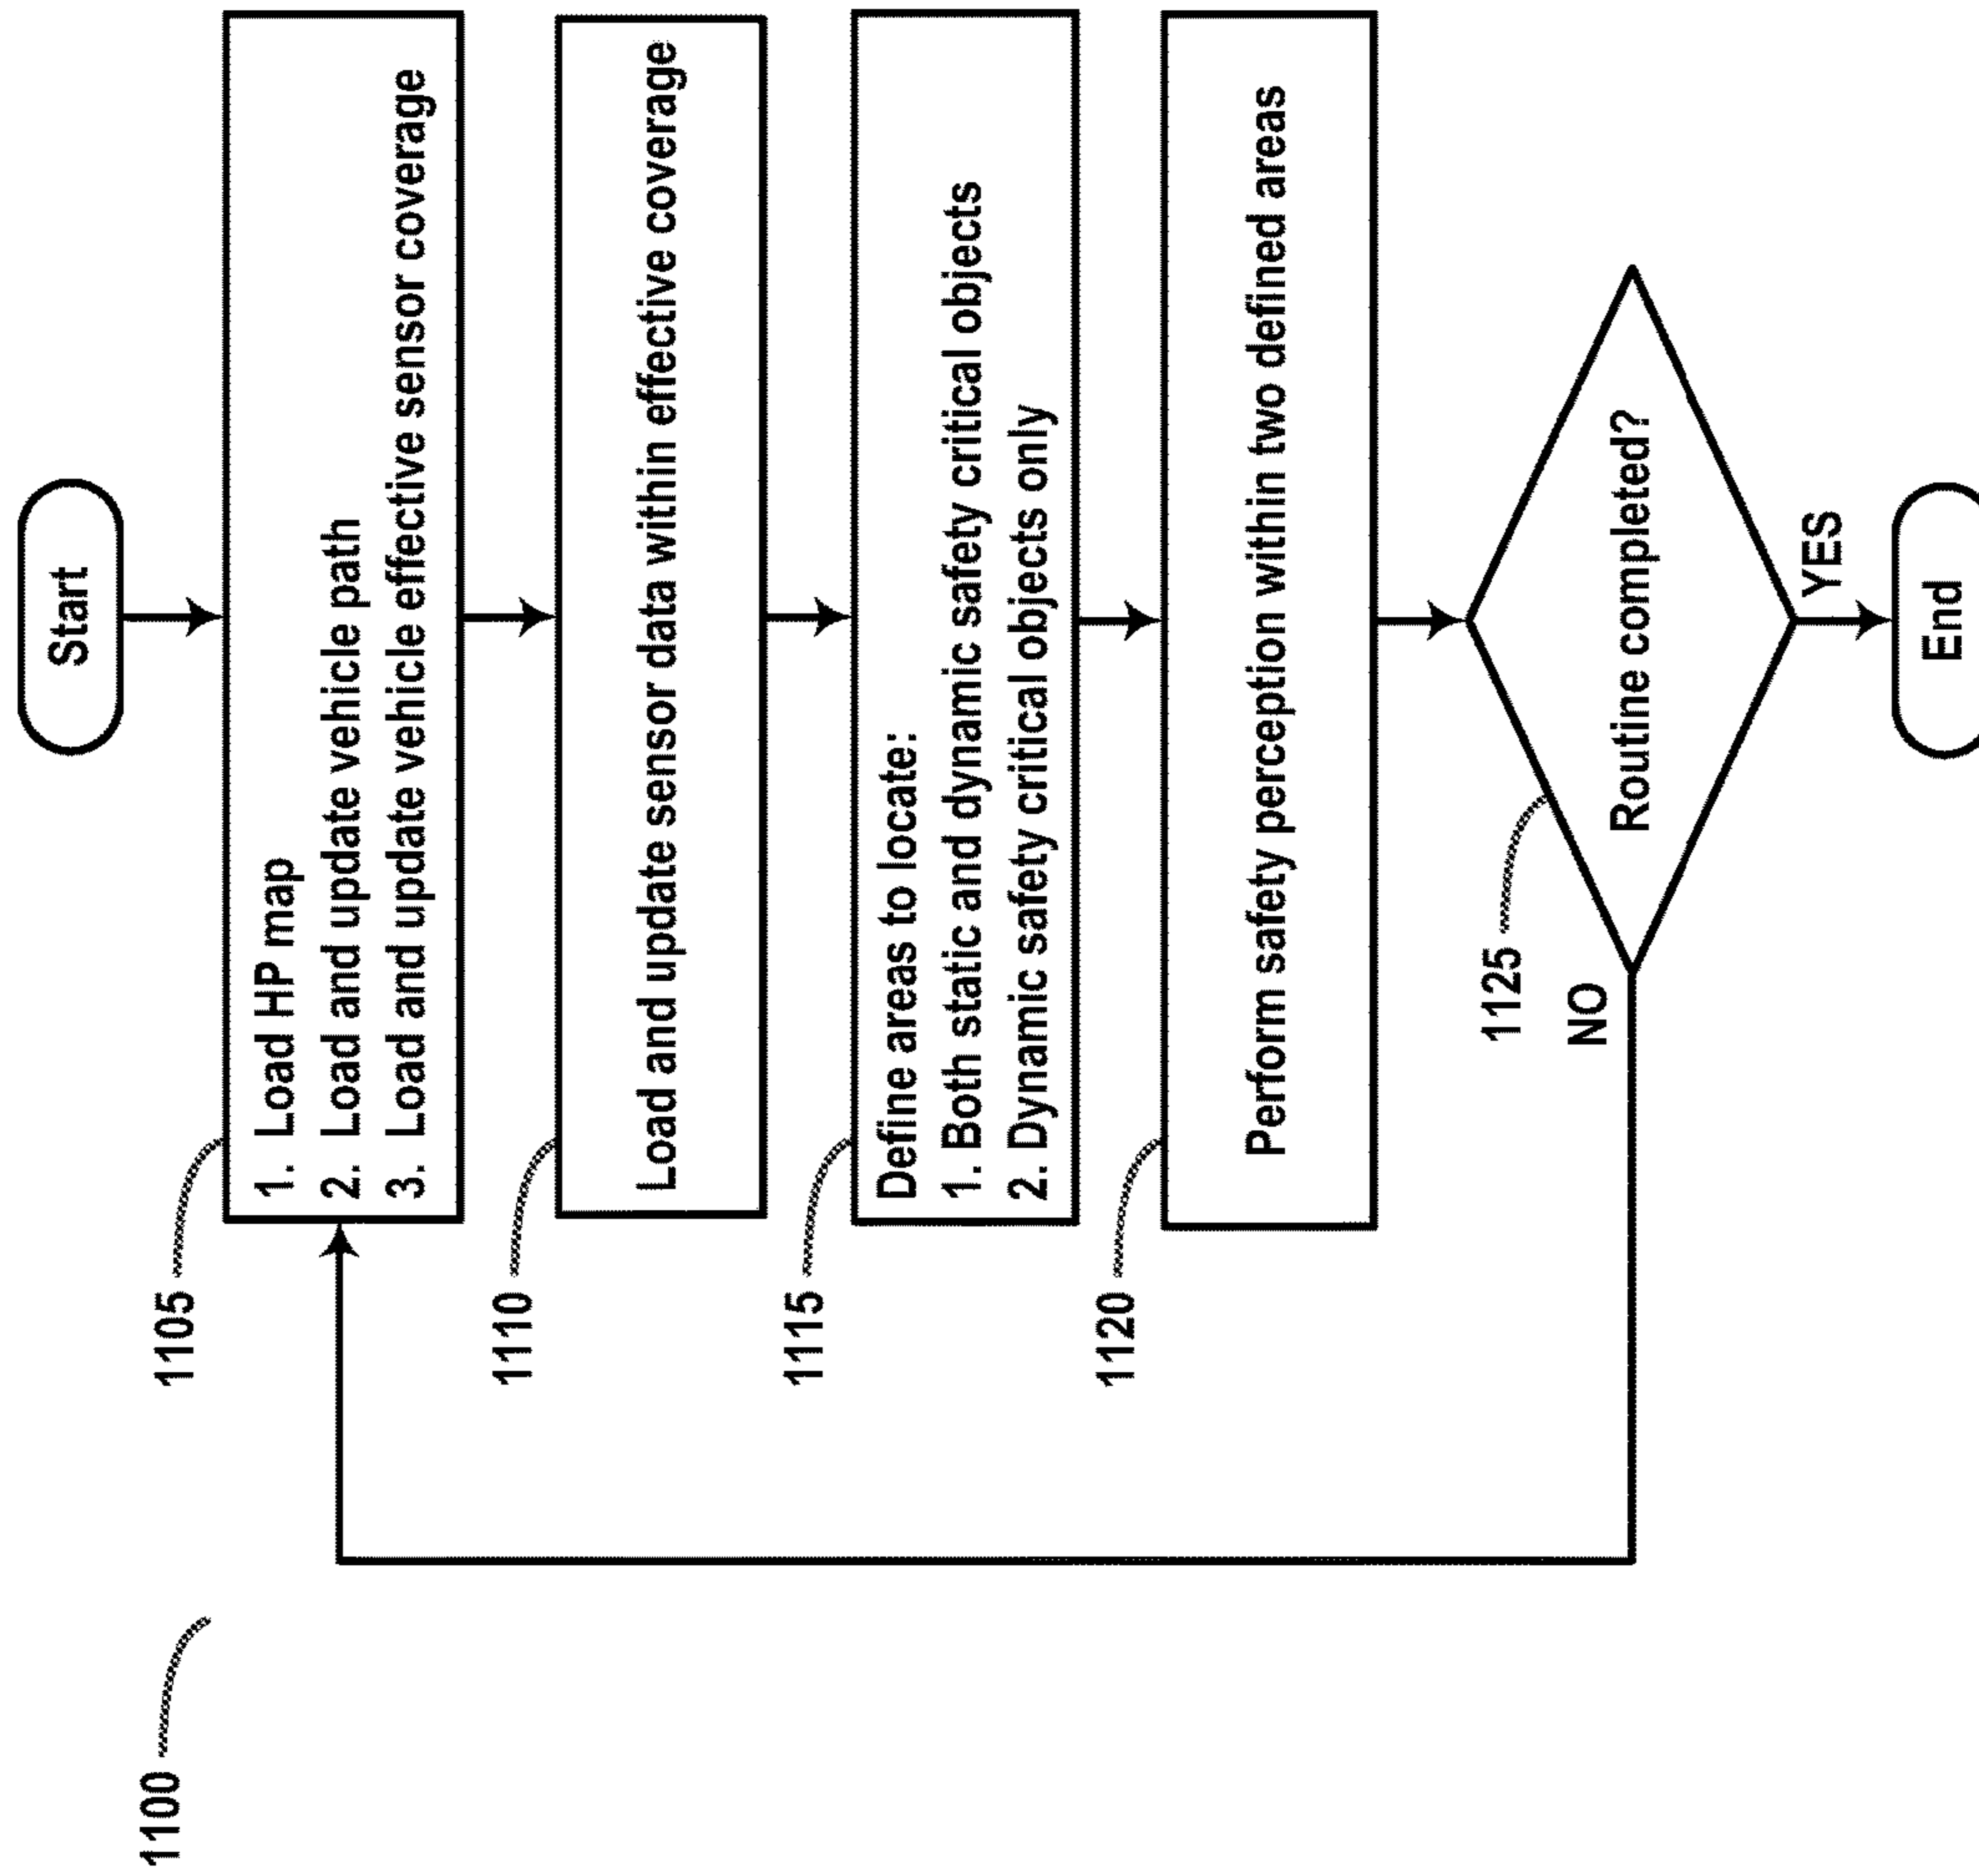 1100
Start
1105
1. Load HP map
2. Load and update vehicle path
3. Load and update vehicle effective sensor coverage
1110
Load and update sensor data within effective coverage
1115
Define areas to locate:
1. Both static and dynamic safety critical objects
2. Dynamic safety critical objects only
1120
Perform safety perception within two defined areas
1125
Routine completed?
NO
YES
End